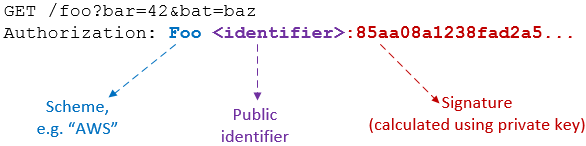 GET /foo?bar=42&bat=baz
Authorization: Foo <identifier>:85aa08a1238fad2a5...
Scheme,
e.g. “AWS”
Public
identifier
Signature
(calculated using private key)